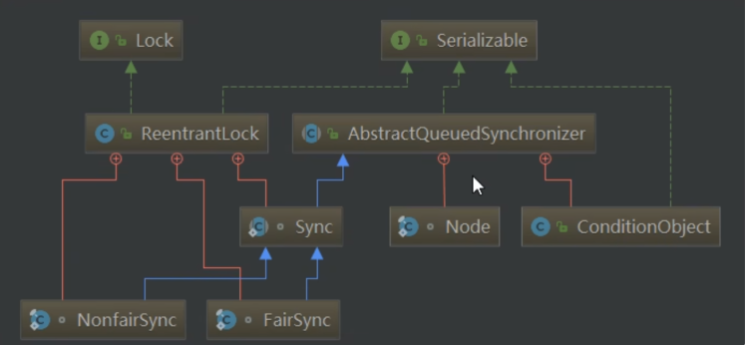 Lock
Serializable
ReentrantLock
AbstractQueuedSynchronizer
Sync
Node
ConditionObject
NonfairSync
FairSync